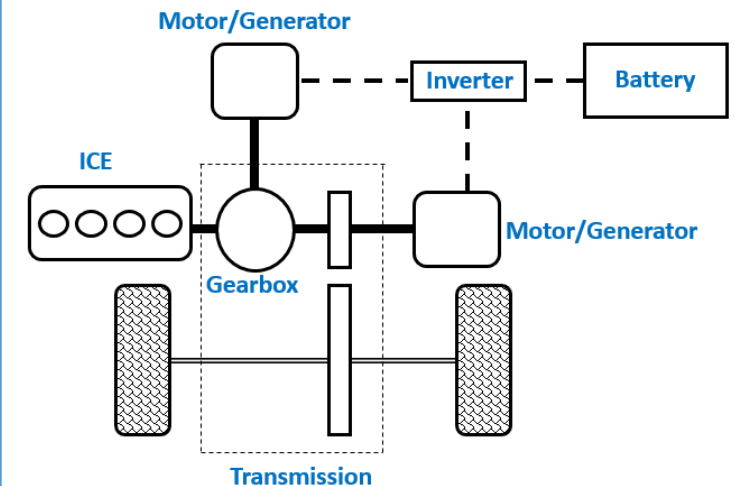 Motor/Generator
Inverter
Battery
ICE
Motor/Generator
Gearbox
Transmission